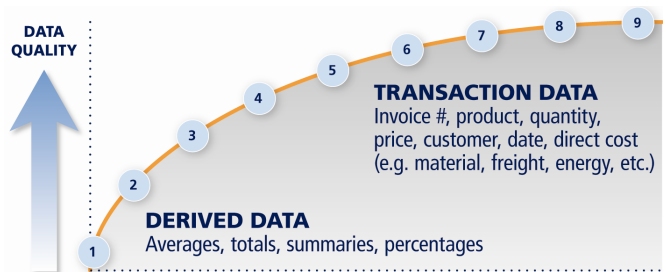 DATA
QUALITY
1
2
3
4
5
6
7
8
9
TRANSACTION DATA
Invoice #, product, quantity,
price, customer, date, direct cost
(e.g. material, freight, energy, etc.)
DERIVED DATA
Averages, totals, summaries, percentages